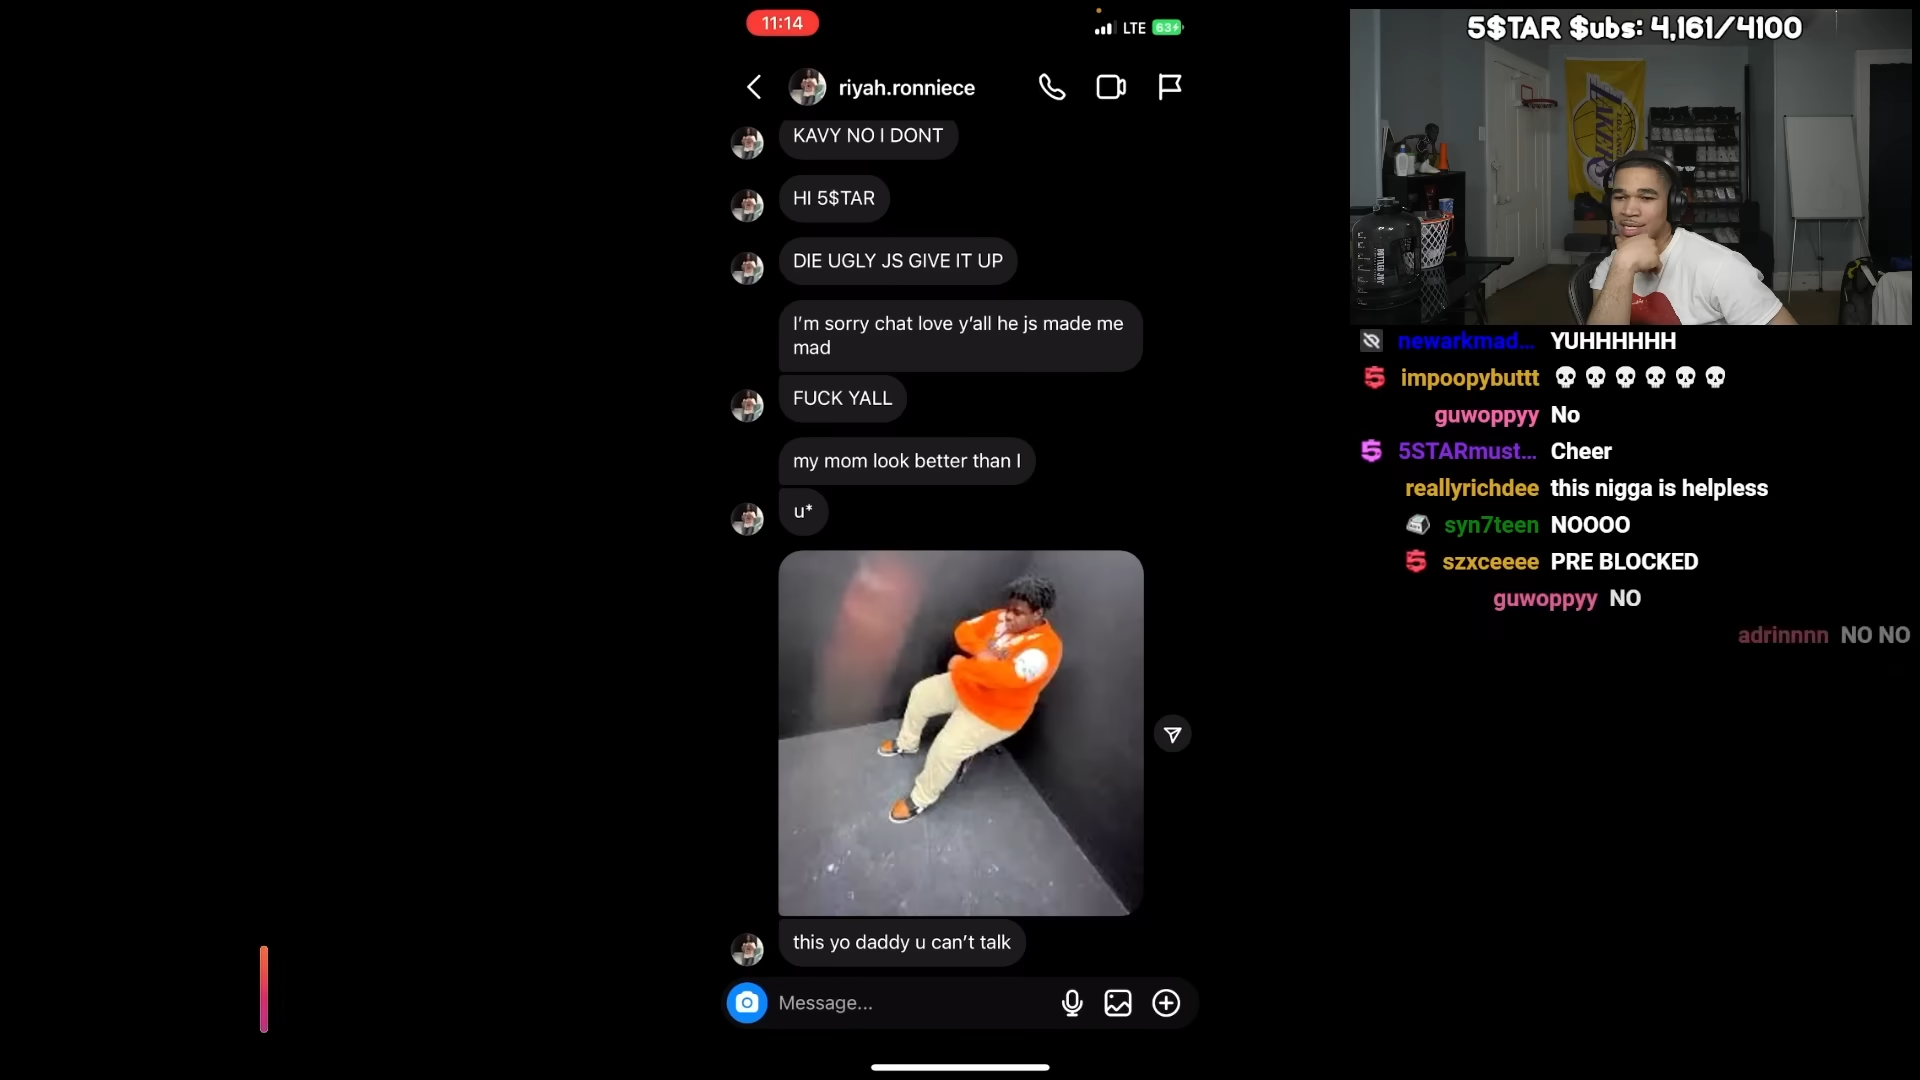 11:14
LTE
63
riyah.ronniece
KAVY NO I DONT
HI 5$TAR
DIE UGLY JS GIVE IT UP
I'm sorry chat love y'all he js made me
mad
FUCK YALL
my mom look better than I
u*
this yo daddy u can't talk
Message...
5$TAR $ubs: 4,161/4100
LAKERS
newarkmad... YUHHHHHH
impoopybuttt 💀 💀 💀 💀 💀 💀
guwoppyy No
5STARmust... Cheer
reallyrichdee this nigga is helpless
syn7teen NOOOO
szxceeee PRE BLOCKED
guwoppyy NO
adrinnnn NO NO